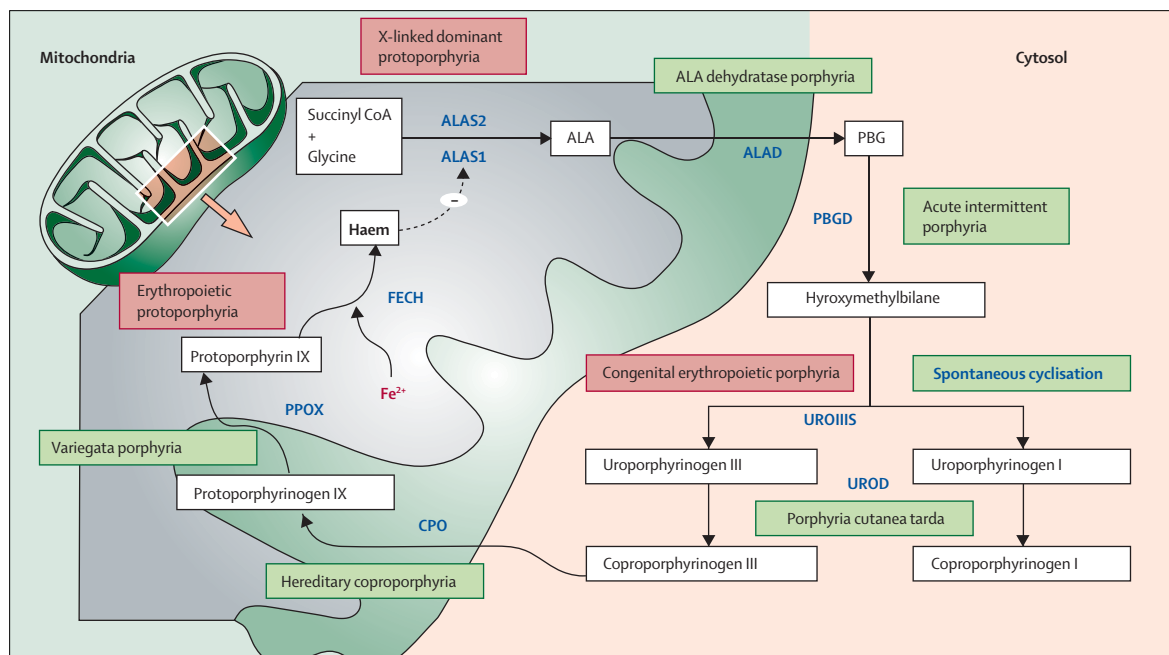 X-linked dominant
protoporphyria
Mitochondria
Cytosol
ALA dehydratase porphyria
Succinyl CoA
+
Glycine
ALAS2
ALAS1
ALA
ALAD
PBG
–
Haem
PBGD
Acute intermittent
porphyria
Erythropoietic
protoporphyria
FECH
Hyroxymethylbilane
Protoporphyrin IX
Fe²⁺
Congenital erythropoietic porphyria
Spontaneous cyclisation
PPOX
UROIIIS
Variegata porphyria
Uroporphyrinogen III
Uroporphyrinogen I
Protoporphyrinogen IX
UROD
Porphyria cutanea tarda
CPO
Coproporphyrinogen III
Coproporphyrinogen I
Hereditary coproporphyria